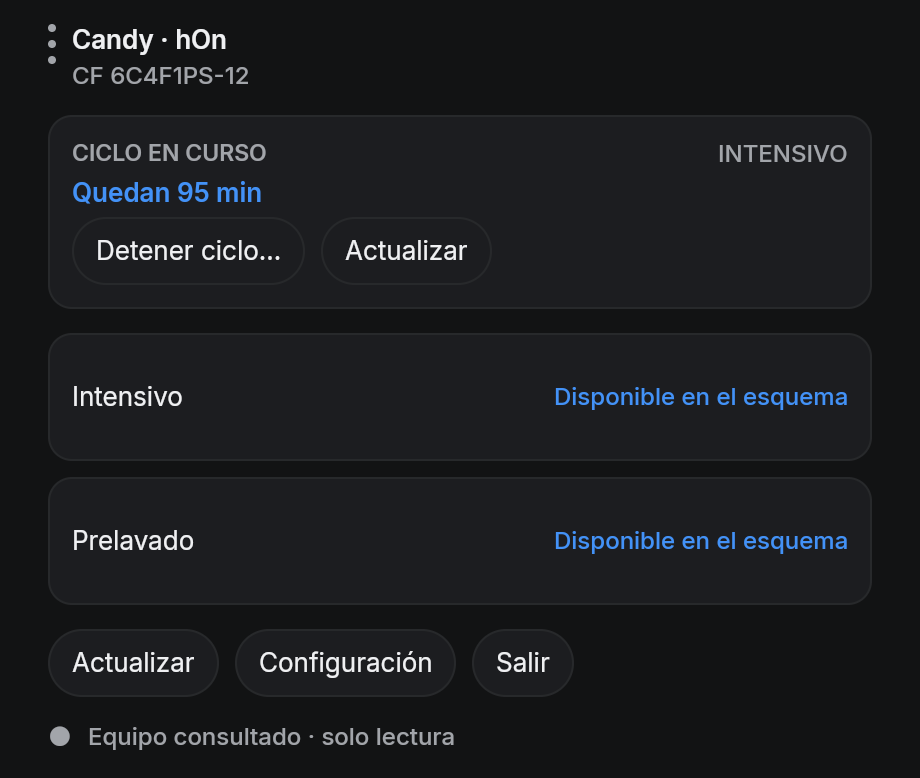 Candy · hOn
CF 6C4F1PS-12
CICLO EN CURSO
INTENSIVO
Quedan 95 min
Detener ciclo...
Actualizar
Intensivo
Disponible en el esquema
Prelavado
Disponible en el esquema
Actualizar
Configuración
Salir
Equipo consultado · solo lectura